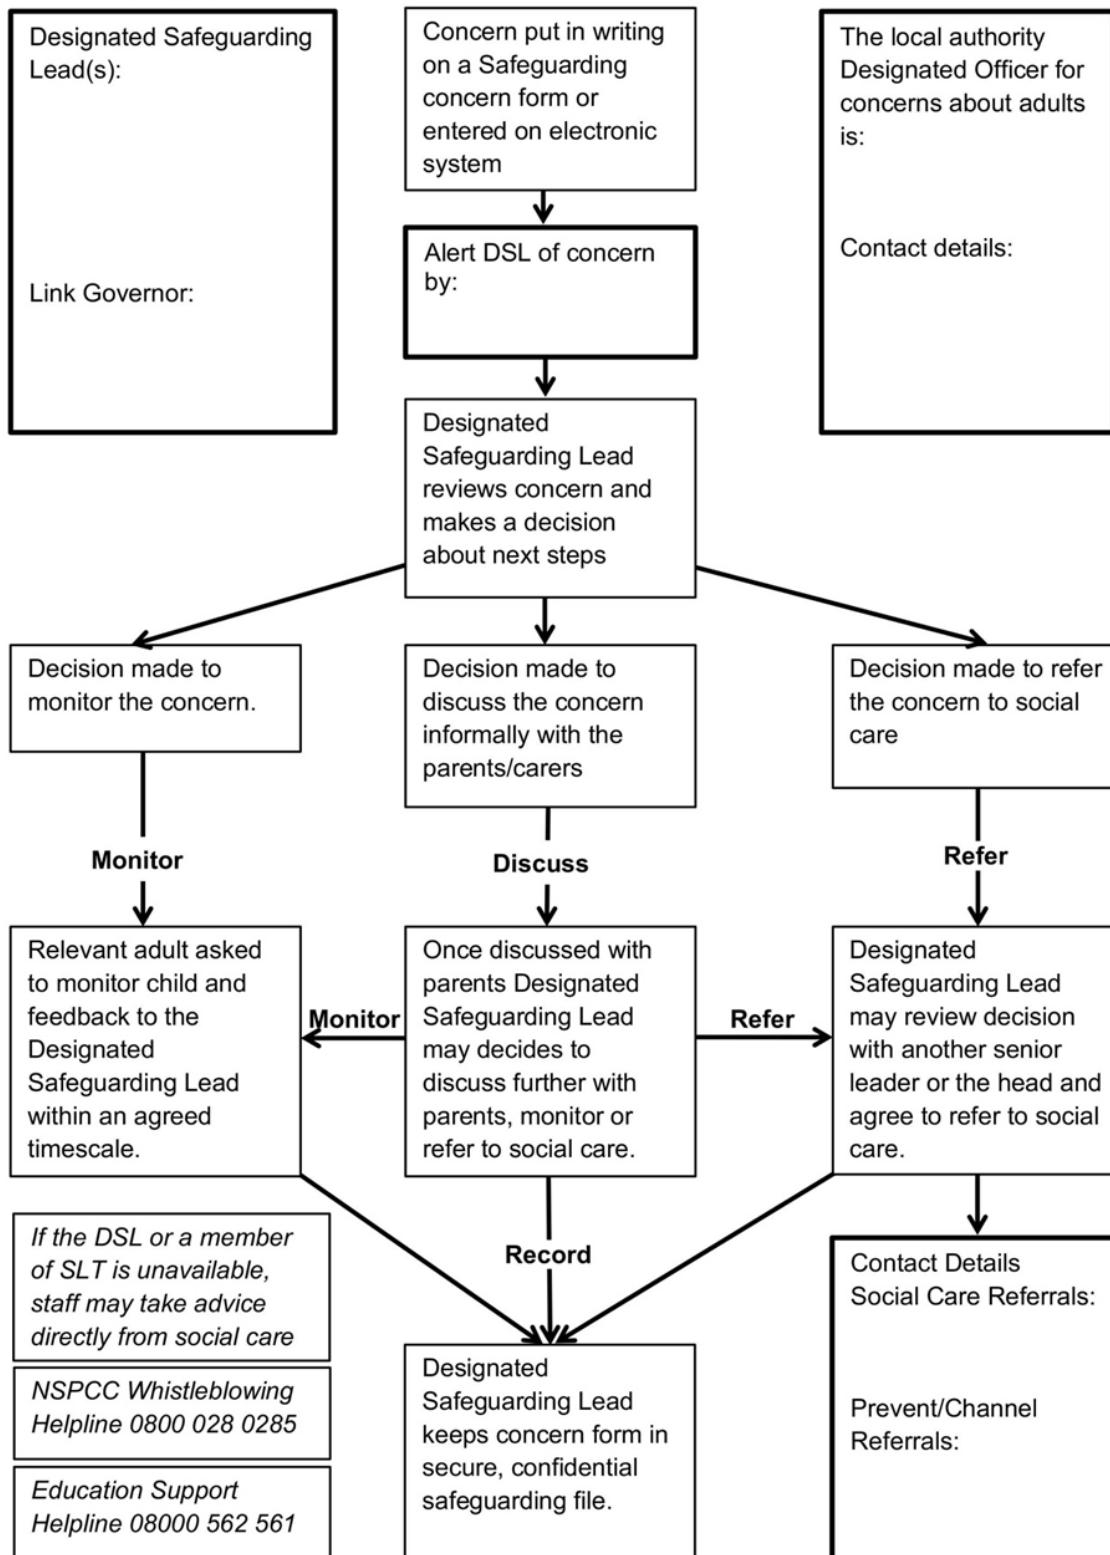 Designated Safeguarding
Lead(s):
Link Governor:
Concern put in writing
on a Safeguarding
concern form or
entered on electronic
system
The local authority
Designated Officer for
concerns about adults
is:
Contact details:
Alert DSL of concern
by:
Designated
Safeguarding Lead
reviews concern and
makes a decision
about next steps
Decision made to
monitor the concern.
Decision made to
discuss the concern
informally with the
parents/carers
Decision made to refer
the concern to social
care
Monitor
Discuss
Refer
Relevant adult asked
to monitor child and
feedback to the
Designated
Safeguarding Lead
within an agreed
timescale.
Monitor
Once discussed with
parents Designated
Safeguarding Lead
may decides to
discuss further with
parents, monitor or
refer to social care.
Refer
Designated
Safeguarding Lead
may review decision
with another senior
leader or the head and
agree to refer to social
care.
If the DSL or a member
of SLT is unavailable,
staff may take advice
directly from social care
Record
Contact Details
Social Care Referrals:
Prevent/Channel
Referrals:
NSPCC Whistleblowing
Helpline 0800 028 0285
Designated
Safeguarding Lead
keeps concern form in
secure, confidential
safeguarding file.
Education Support
Helpline 08000 562 561